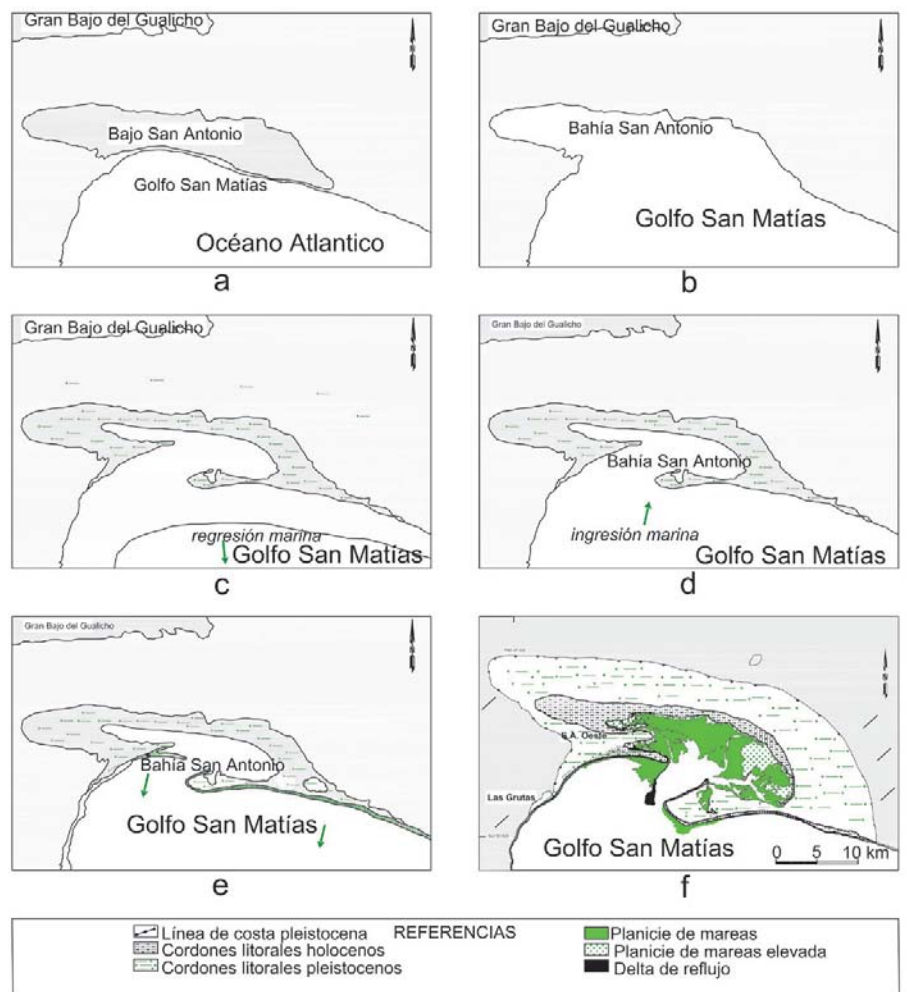 Gran Bajo del Gualicho
Bajo San Antonio
Golfo San Matías
Océano Atlantico
a
Gran Bajo del Gualicho
Bahía San Antonio
Golfo San Matías
b
Gran Bajo del Gualicho
regresión marina
Golfo San Matías
c
Gran Bajo del Gualicho
Bahía San Antonio
ingresión marina
Golfo San Matías
d
Gran Bajo del Gualicho
Bahía San Antonio
Golfo San Matías
e
S.A. Oeste
Las Grutas
Golfo San Matías
0 5 10 km
f
REFERENCIAS
Línea de costa pleistocena
Cordones litorales holocenos
Cordones litorales pleistocenos
Planicie de mareas
Planicie de mareas elevada
Delta de reflujo